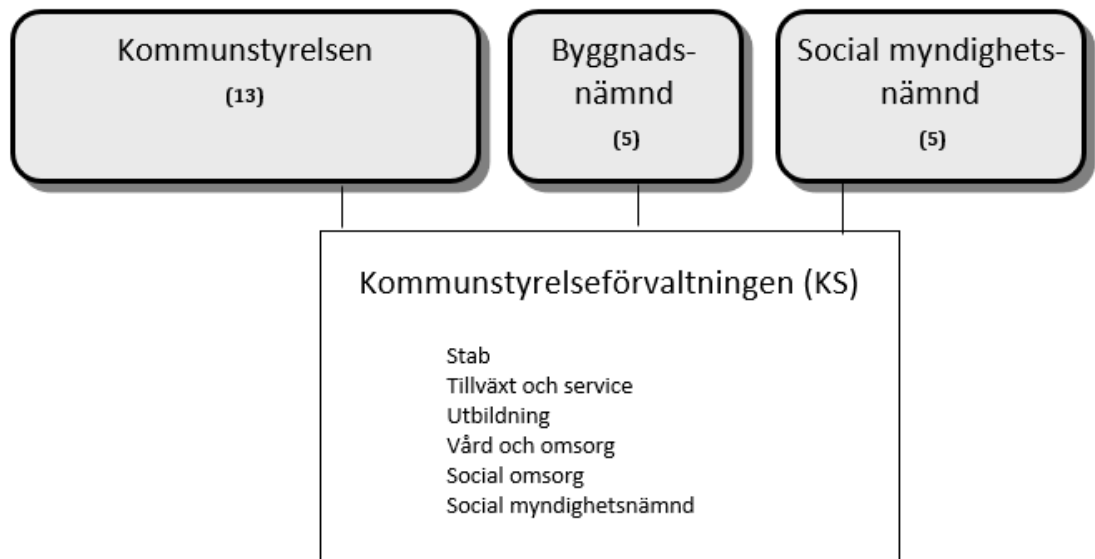 Kommunstyrelsen
(13)
Byggnads-
nämnd
(5)
Social myndighets-
nämnd
(5)
Kommunstyrelseförvaltningen (KS)
Stab
Tillväxt och service
Utbildning
Vård och omsorg
Social omsorg
Social myndighetsnämnd